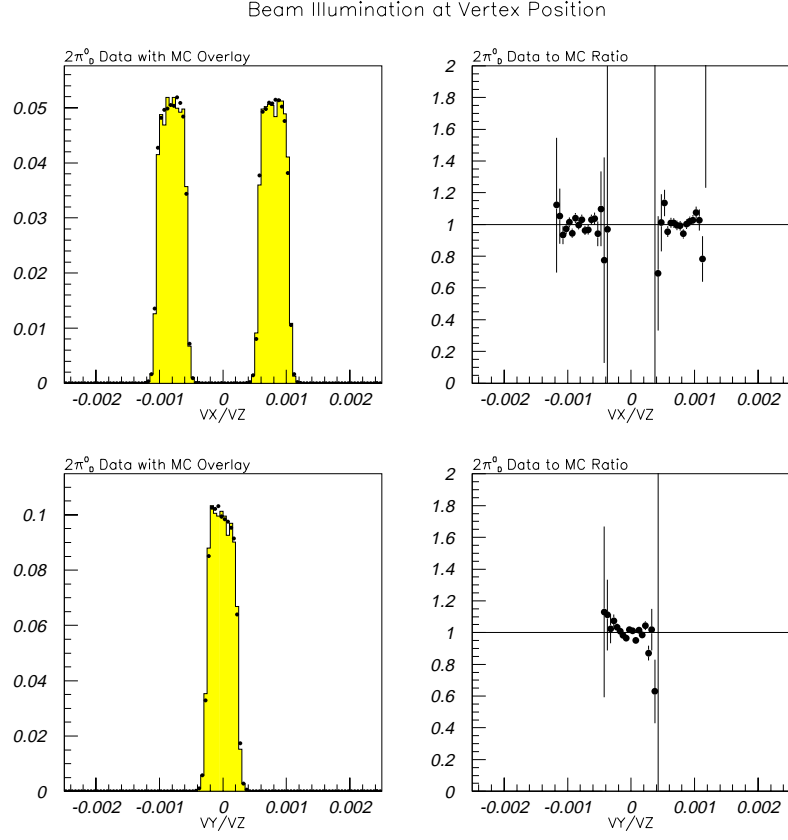 Beam Illumination at Vertex Position
2π⁰D Data with MC Overlay
0.05
0.04
0.03
0.02
0.01
0
-0.002 -0.001 0 0.001 0.002
VX/VZ
2π⁰D Data to MC Ratio
2
1.8
1.6
1.4
1.2
1
0.8
0.6
0.4
0.2
0
-0.002 -0.001 0 0.001 0.002
VX/VZ
2π⁰D Data with MC Overlay
0.1
0.08
0.06
0.04
0.02
0
-0.002 -0.001 0 0.001 0.002
VY/VZ
2π⁰D Data to MC Ratio
2
1.8
1.6
1.4
1.2
1
0.8
0.6
0.4
0.2
0
-0.002 -0.001 0 0.001 0.002
VY/VZ